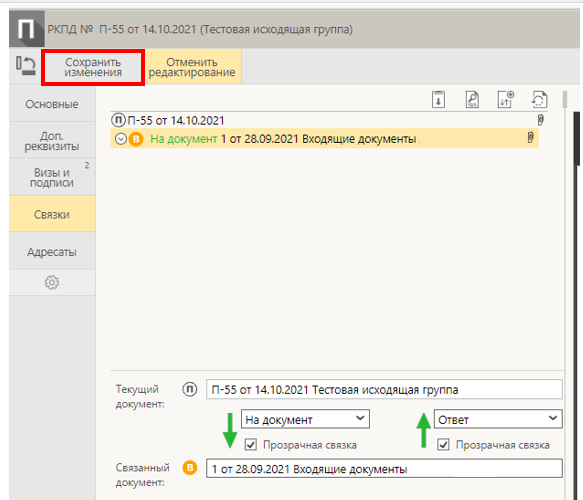 П РКПД № П-55 от 14.10.2021 (Тестовая исходящая группа)
Сохранить
изменения
Отменить
редактирование
Основные
Доп.
реквизиты
Визы и
подписи
2
Связки
Адресаты
П П-55 от 14.10.2021
В На документ 1 от 28.09.2021 Входящие документы
Текущий
документ:
П П-55 от 14.10.2021 Тестовая исходящая группа
На документ
Ответ
Прозрачная связка
Прозрачная связка
Связанный
документ:
В 1 от 28.09.2021 Входящие документы